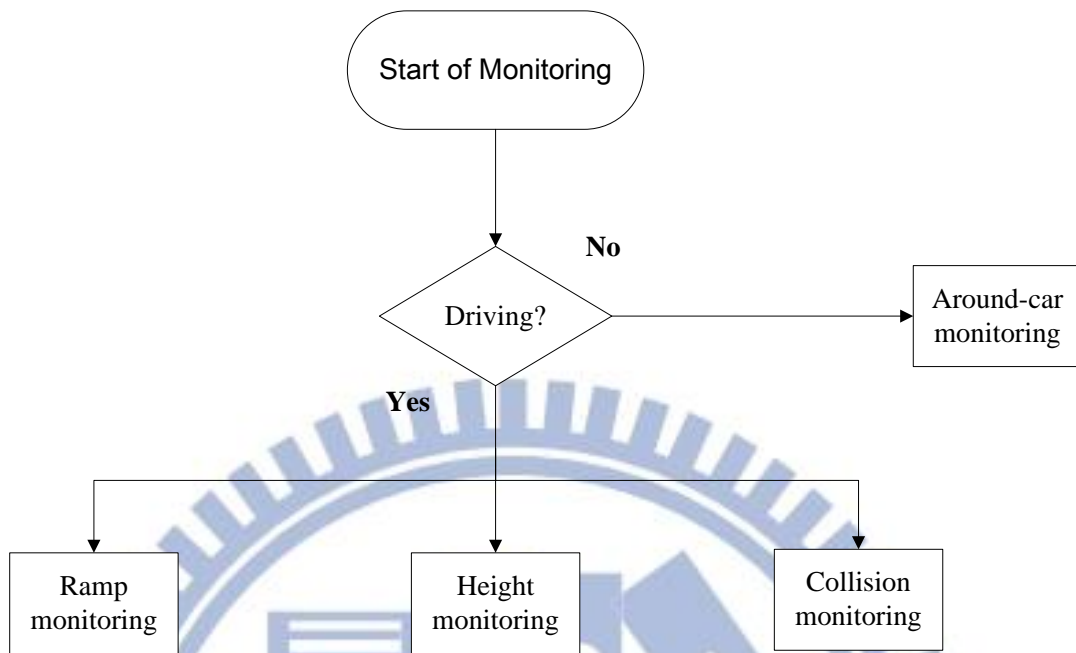 Start of Monitoring
No
Driving?
Around-car
monitoring
Yes
Ramp
monitoring
Height
monitoring
Collision
monitoring